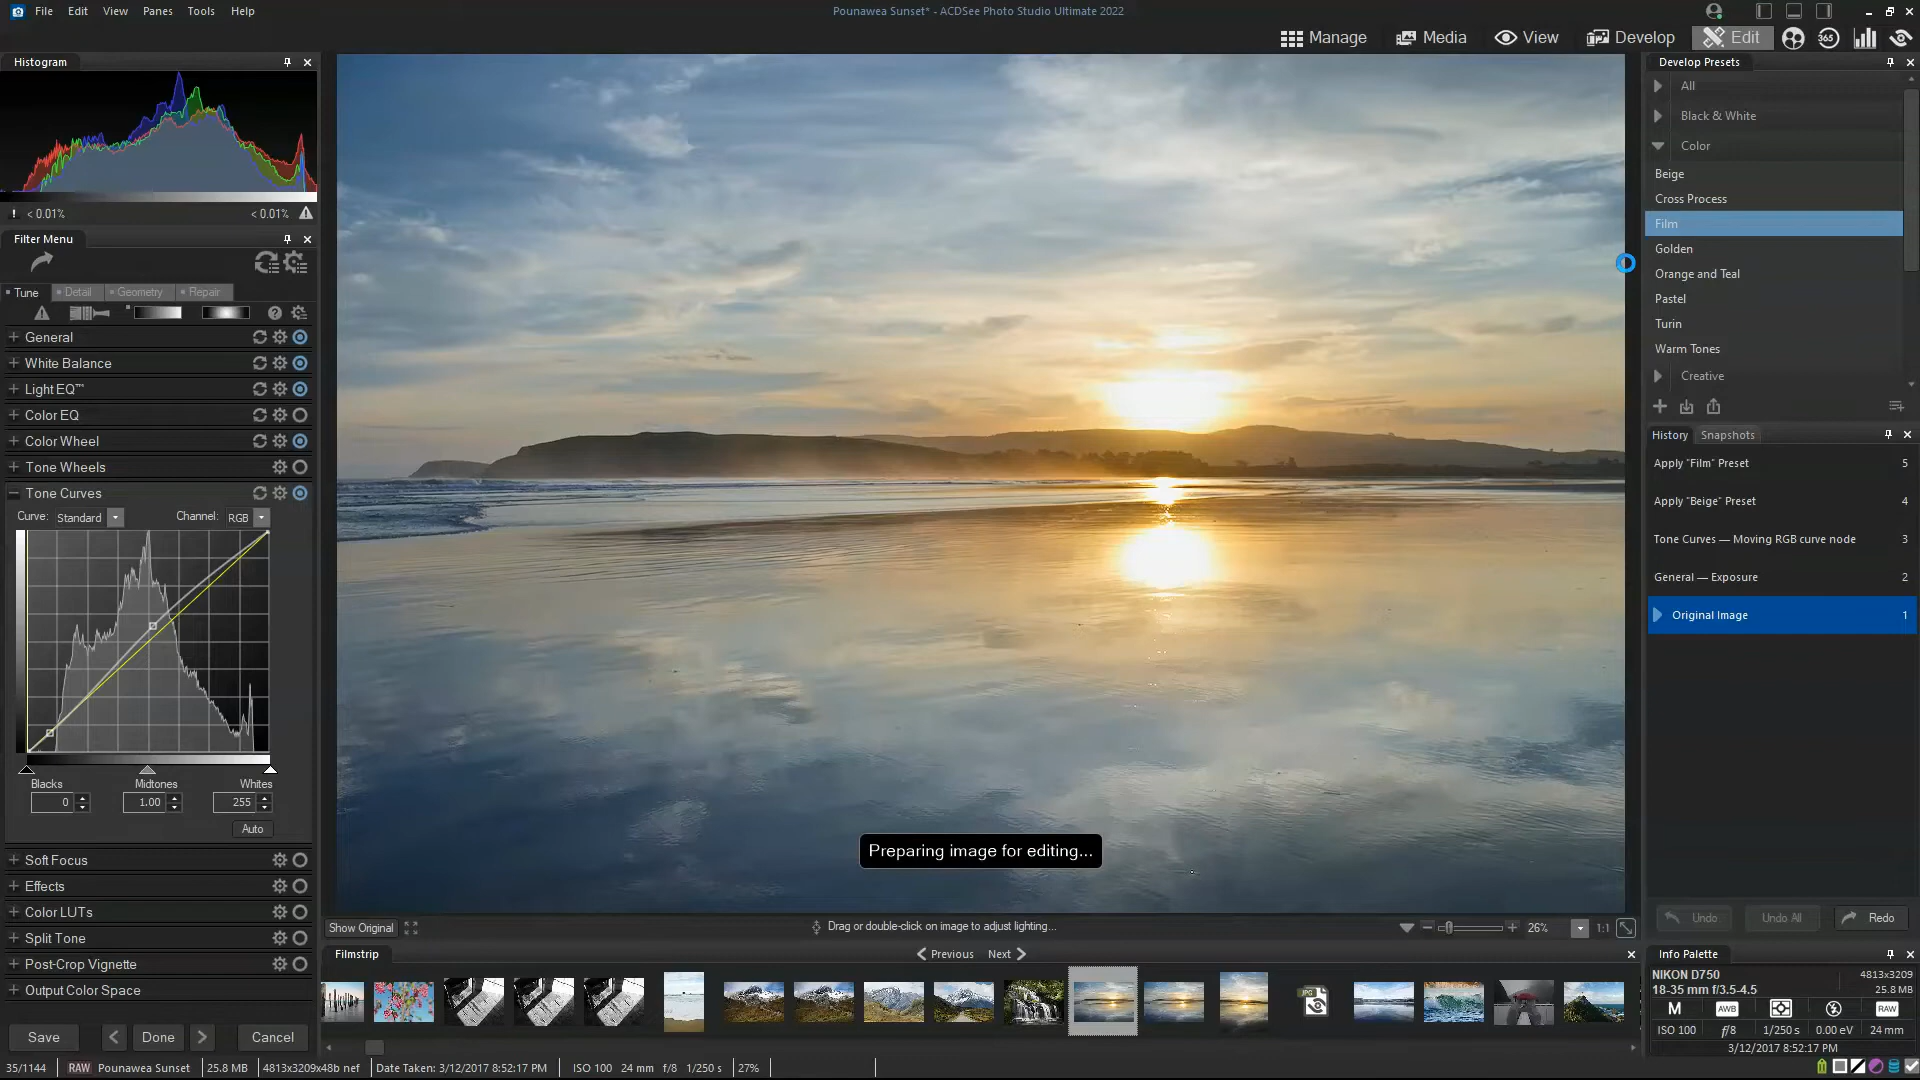 File Edit View Panes Tools Help
Pounawea Sunset* - ACDSee Photo Studio Ultimate 2022
Manage Media View Develop Edit 365
Histogram
< 0.01% < 0.01%
Filter Menu
Tune Detail Geometry Repair
General
White Balance
Light EQ™
Color EQ
Color Wheel
Tone Wheels
Tone Curves
Curve: Standard Channel: RGB
Blacks Midtones Whites
0 1.00 255
Auto
Soft Focus
Effects
Color LUTs
Split Tone
Post-Crop Vignette
Output Color Space
Save Done Cancel
Preparing image for editing...
Show Original
Drag or double-click on image to adjust lighting...
26% 1:1
Filmstrip
Previous Next
JPG
Develop Presets
All
Black & White
Color
Beige
Cross Process
Film
Golden
Orange and Teal
Pastel
Turin
Warm Tones
Creative
History Snapshots
Apply "Film" Preset 5
Apply "Beige" Preset 4
Tone Curves — Moving RGB curve node 3
General — Exposure 2
Original Image 1
Undo Undo All Redo
Info Palette
NIKON D750 4813x3209
18-35 mm f/3.5-4.5 25.8 MB
M AWB RAW
ISO 100 f/8 1/250 s 0.00 eV 24 mm
3/12/2017 8:52:17 PM
35/1144 RAW Pounawea Sunset 25.8 MB 4813x3209x48b nef Date Taken: 3/12/2017 8:52:17 PM ISO 100 24 mm f/8 1/250 s 27%